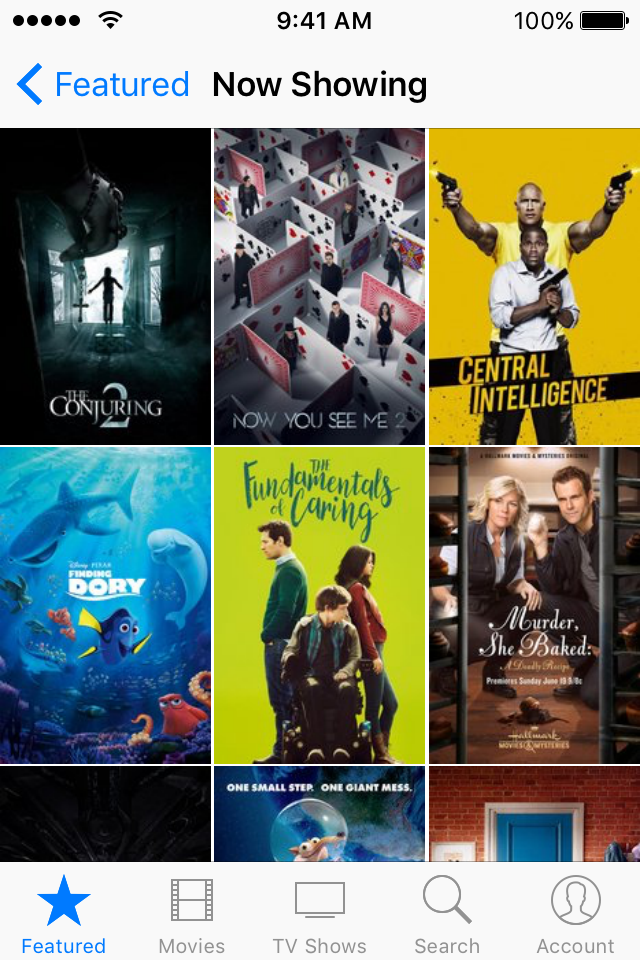 9:41 AM
100%
Featured
Now Showing
THE
CONJURING
2
NOW YOU SEE ME 2
CENTRAL
INTELLIGENCE
DISNEY PIXAR
FINDING
DORY
THE
Fundamentals
of Caring
A HALLMARK MOVIES & MYSTERIES ORIGINAL
Murder,
She Baked:
A Deadly Recipe
Premieres Sunday June 19 9/8c
Hallmark
MOVIES&MYSTERIES
ONE SMALL STEP. ONE GIANT MESS.
Featured
Movies
TV Shows
Search
Account